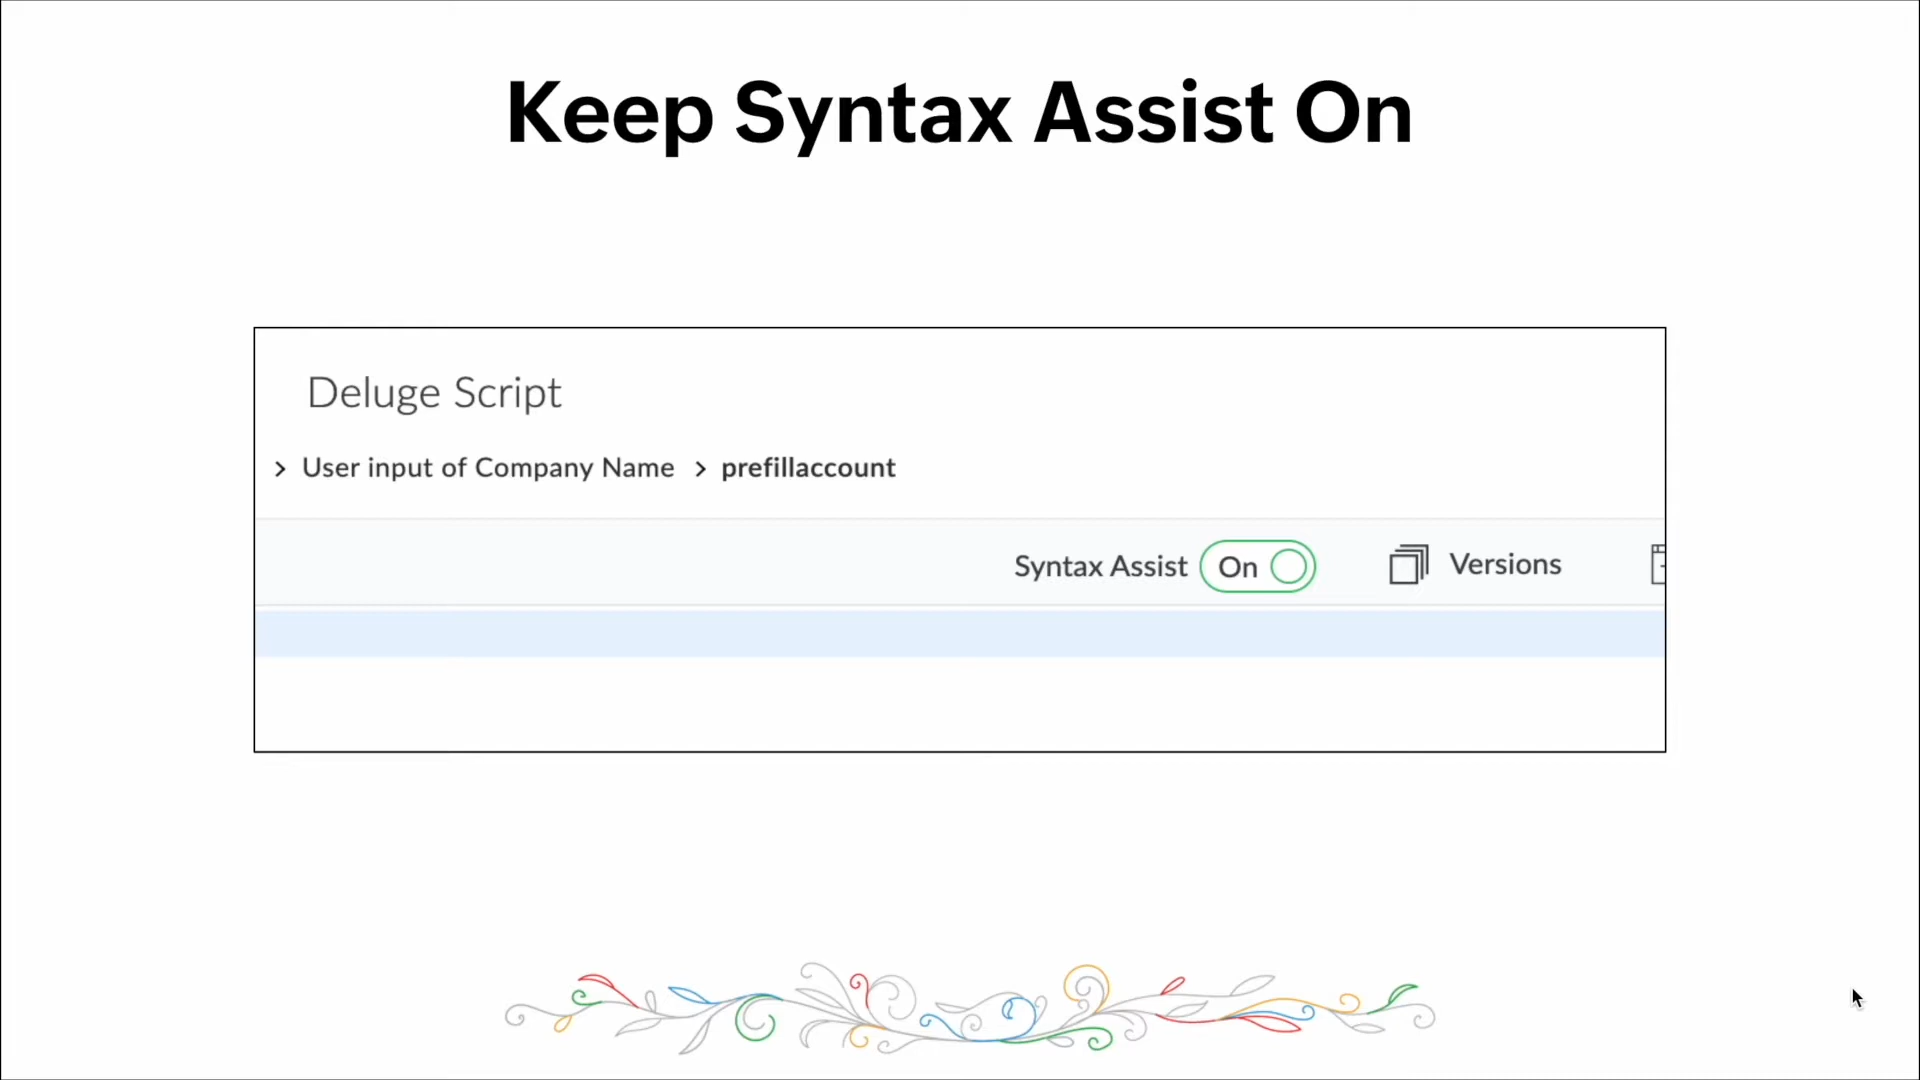 Keep Syntax Assist On
Deluge Script
> User input of Company Name > prefillaccount
Syntax Assist On Versions